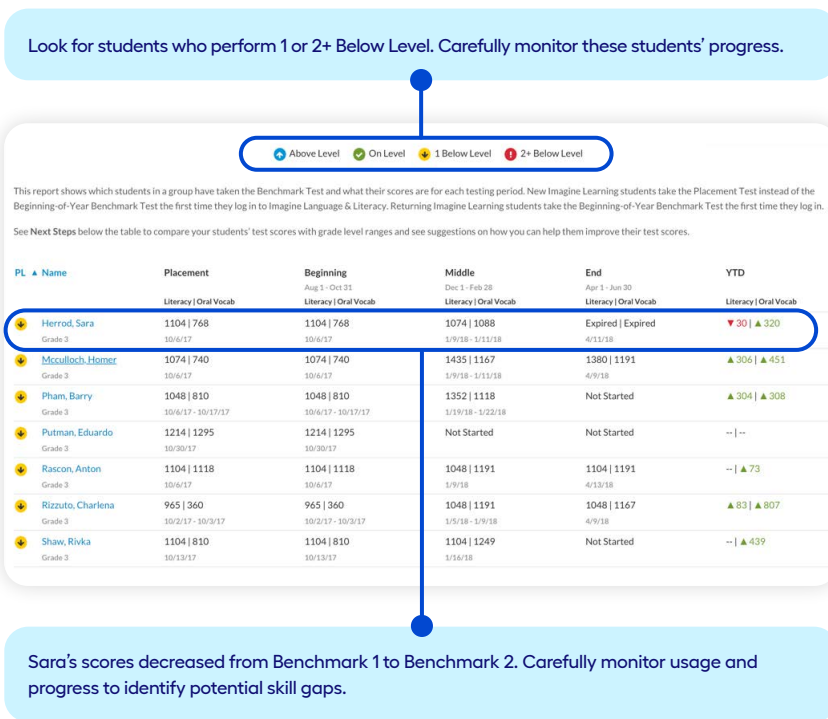 Look for students who perform 1 or 2+ Below Level. Carefully monitor these students' progress.
Above Level On Level 1 Below Level 2+ Below Level
This report shows which students in a group have taken the Benchmark Test and what their scores are for each testing period. New Imagine Learning students take the Placement Test instead of the
Beginning-of-Year Benchmark Test the first time they log in to Imagine Language & Literacy. Returning Imagine Learning students take the Beginning-of-Year Benchmark Test the first time they log in.
See Next Steps below the table to compare your students' test scores with grade level ranges and see suggestions on how you can help them improve their test scores.
PL ▲ Name Placement Beginning Middle End YTD
Aug 1 - Oct 31 Dec 1 - Feb 28 Apr 1 - Jun 30
Literacy | Oral Vocab Literacy | Oral Vocab Literacy | Oral Vocab Literacy | Oral Vocab Literacy | Oral Vocab
Herrod, Sara 1104 | 768 1104 | 768 1074 | 1088 Expired | Expired ▼ 30 | ▲ 320
Grade 3 10/6/17 10/6/17 1/9/18 - 1/11/18 4/11/18
Mcculloch, Homer 1074 | 740 1074 | 740 1435 | 1167 1380 | 1191 ▲ 306 | ▲ 451
Grade 3 10/6/17 10/6/17 1/9/18 - 1/11/18 4/9/18
Pham, Barry 1048 | 810 1048 | 810 1352 | 1118 Not Started ▲ 304 | ▲ 308
Grade 3 10/6/17 - 10/17/17 10/6/17 - 10/17/17 1/19/18 - 1/22/18
Putman, Eduardo 1214 | 1295 1214 | 1295 Not Started Not Started -- | --
Grade 3 10/30/17 10/30/17
Rascon, Anton 1104 | 1118 1104 | 1118 1048 | 1191 1104 | 1191 -- | ▲ 73
Grade 3 10/6/17 10/6/17 1/9/18 4/13/18
Rizzuto, Charlena 965 | 360 965 | 360 1048 | 1191 1048 | 1167 ▲ 83 | ▲ 807
Grade 3 10/2/17 - 10/3/17 10/2/17 - 10/3/17 1/5/18 - 1/9/18 4/9/18
Shaw, Rivka 1104 | 810 1104 | 810 1104 | 1249 Not Started -- | ▲ 439
Grade 3 10/13/17 10/13/17 1/16/18
Sara's scores decreased from Benchmark 1 to Benchmark 2. Carefully monitor usage and
progress to identify potential skill gaps.